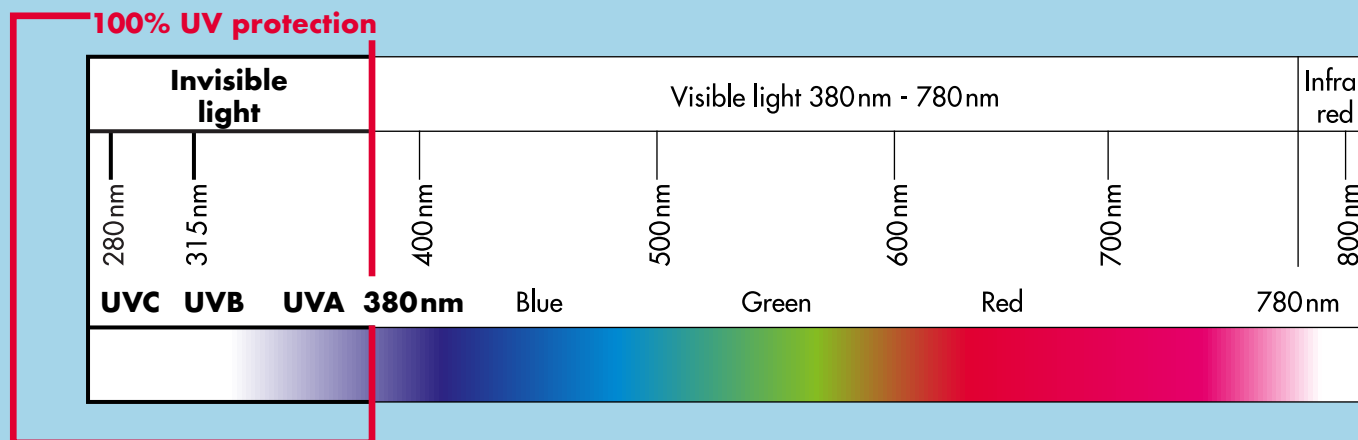 100% UV protection
Invisible
light
Visible light 380nm - 780nm
Infra
red
280nm
315nm
400nm
500nm
600nm
700nm
800nm
UVC UVB UVA 380nm Blue Green Red 780nm